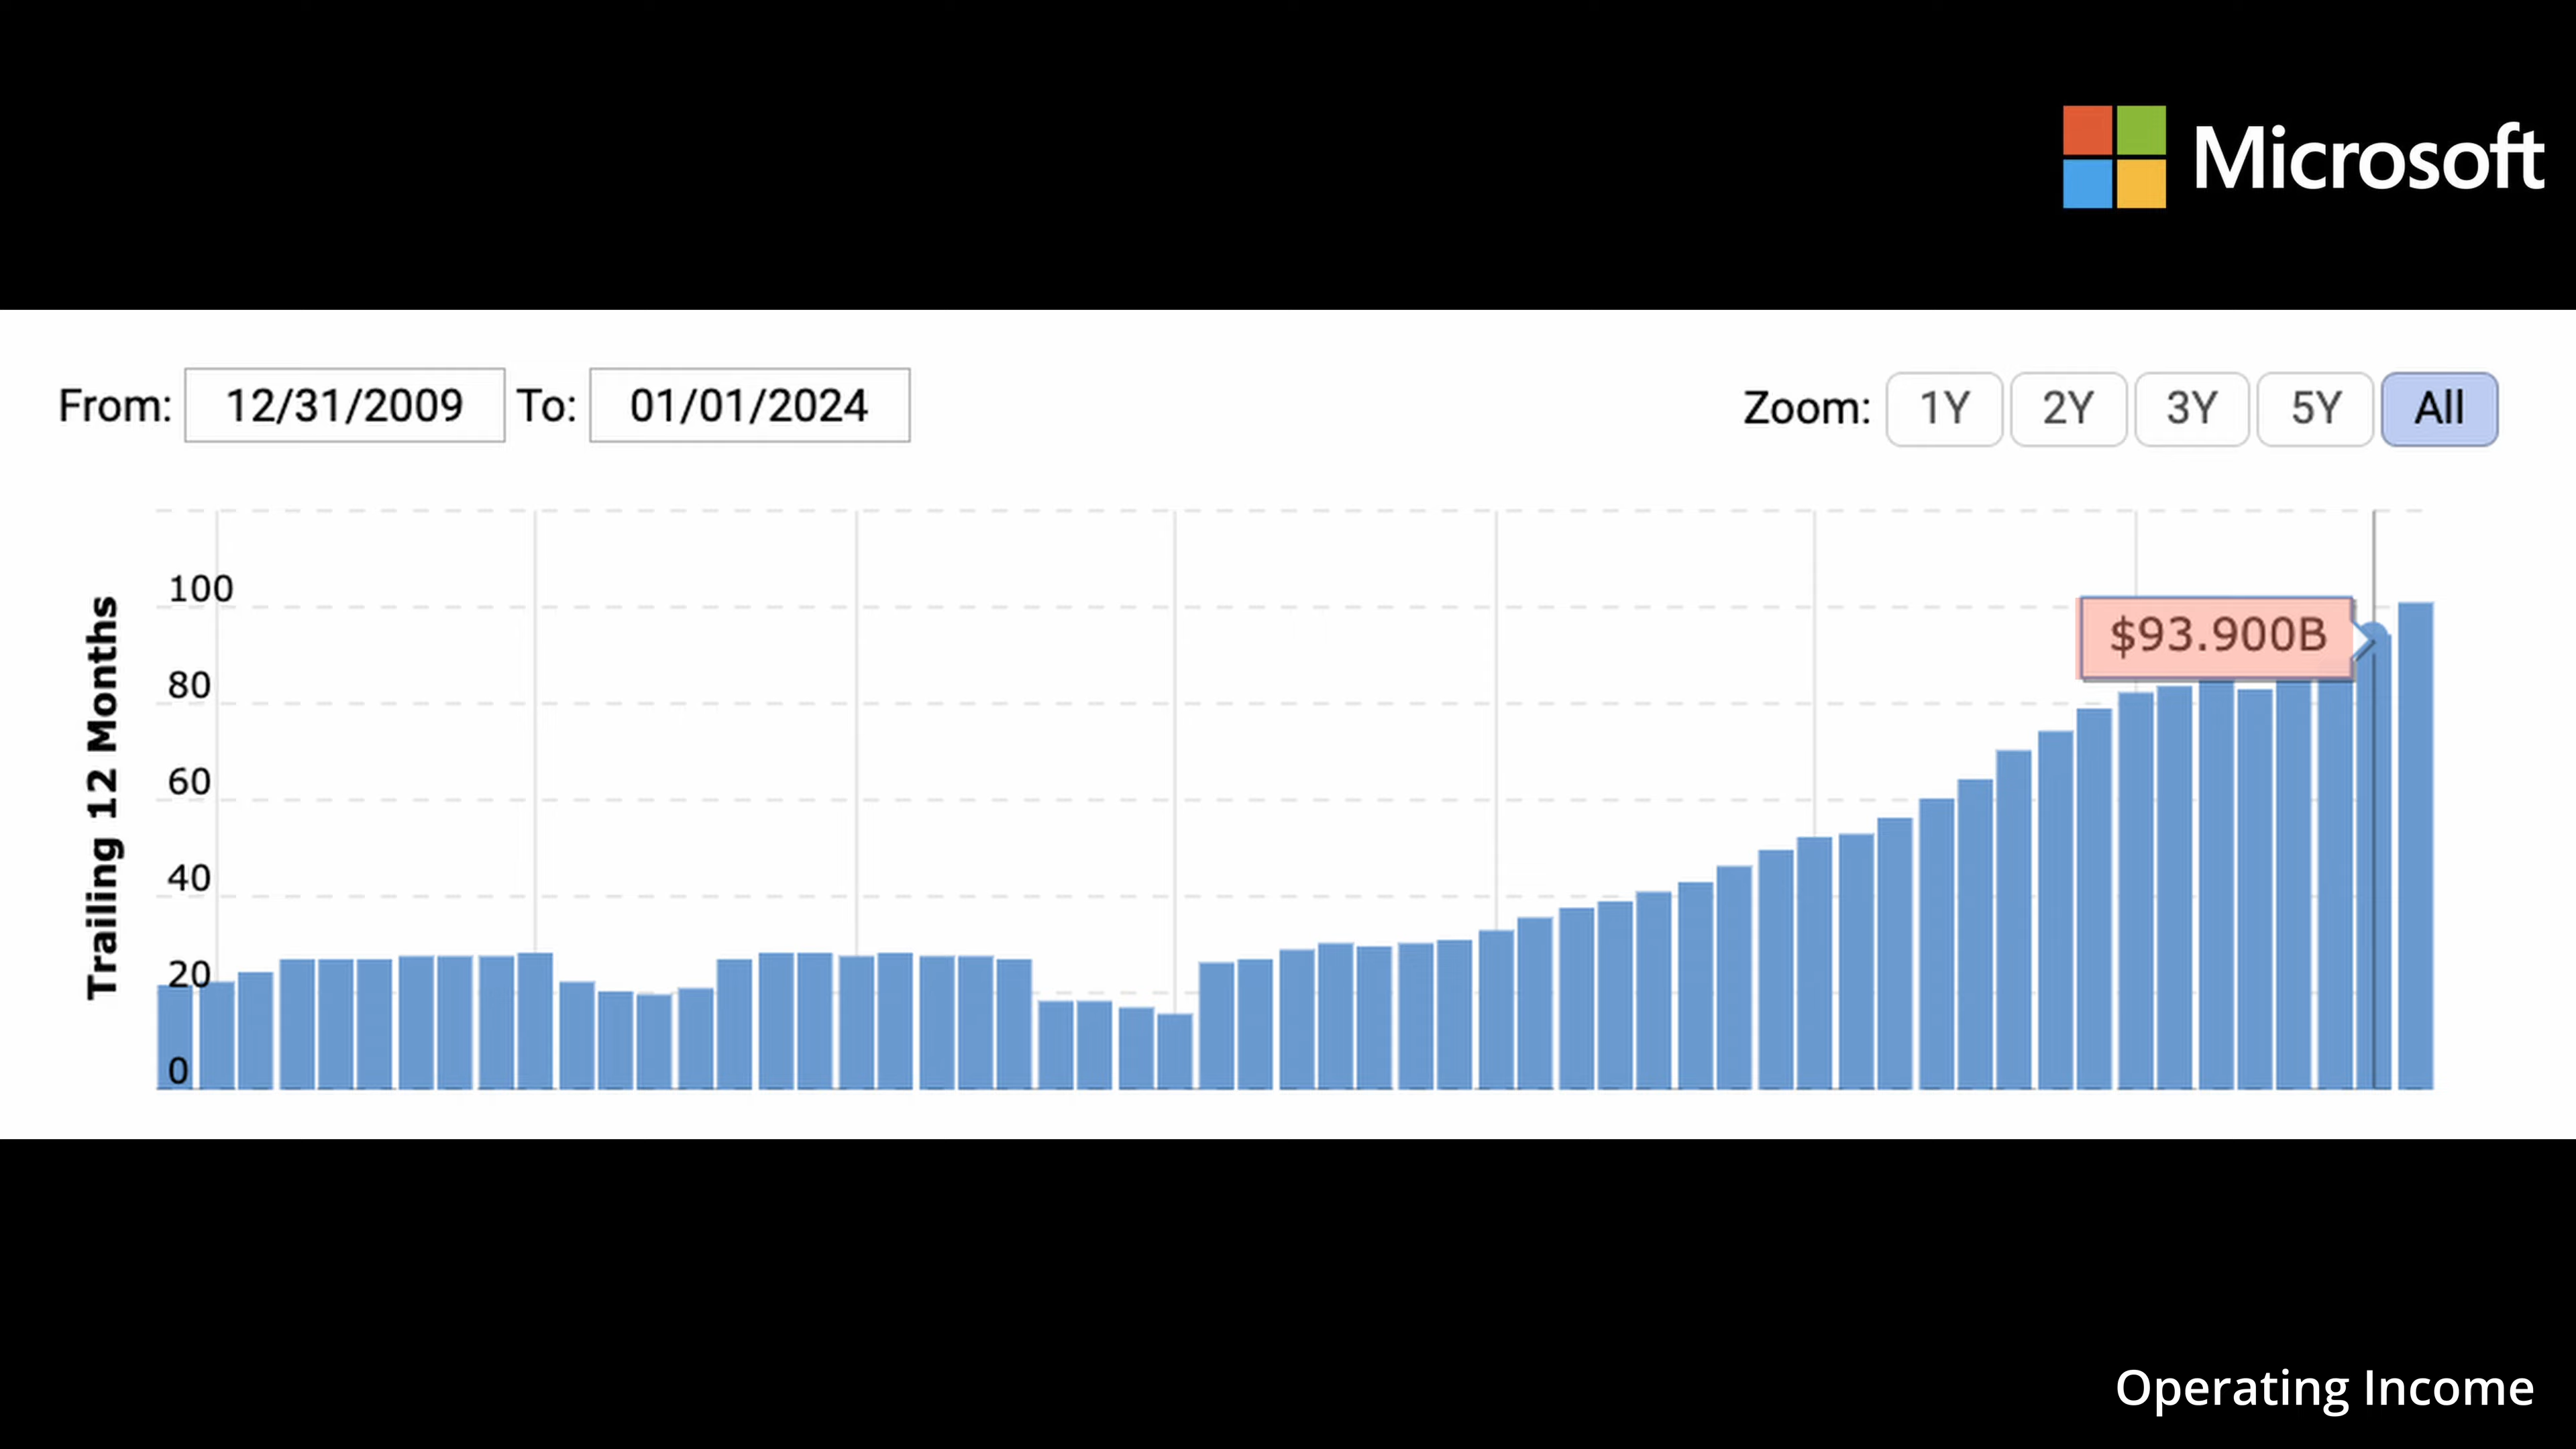 Microsoft
From: 12/31/2009 To: 01/01/2024
Zoom: 1Y 2Y 3Y 5Y All
Trailing 12 Months
100
80
60
40
20
0
$93.900B
Operating Income